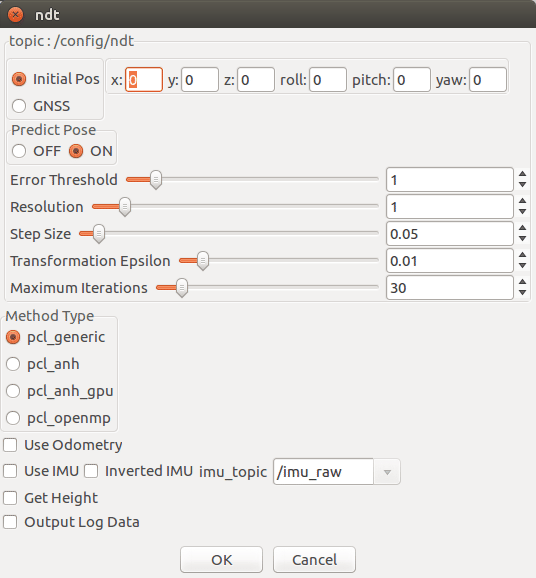 ndt
topic:/config/ndt
Initial Pos x: 0 y: 0 z: 0 roll: 0 pitch: 0 yaw: 0
GNSS
Predict Pose
OFF ON
Error Threshold 1
Resolution 1
Step Size 0.05
Transformation Epsilon 0.01
Maximum Iterations 30
Method Type
pcl_generic
pcl_anh
pcl_anh_gpu
pcl_openmp
Use Odometry
Use IMU Inverted IMU imu_topic /imu_raw
Get Height
Output Log Data
OK Cancel